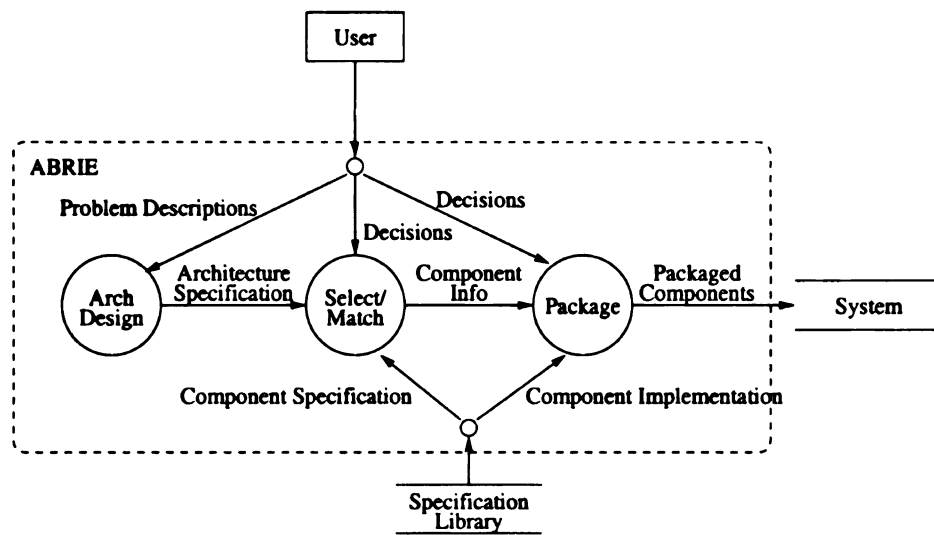 User
ABRIE
Problem Descriptions
Decisions
Decisions
Architecture
Specification
Component
Info
Packaged
Components
Arch
Design
Select/
Match
Package
System
Component Specification
Component Implementation
Specification
Library